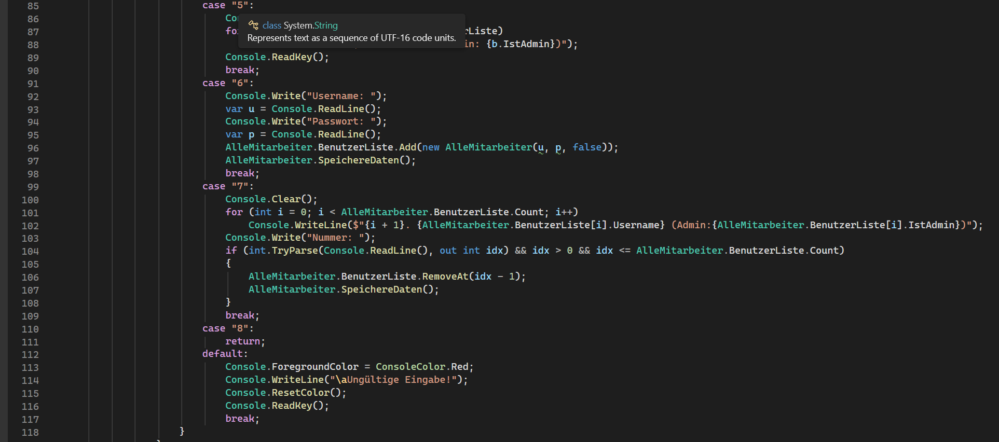 85 case "5":
86 Co
class System.String
87 fo rListe)
Represents text as a sequence of UTF-16 code units.
88 in: {b.IstAdmin})");
89 Console.ReadKey();
90 break;
91 case "6":
92 Console.Write("Username: ");
93 var u = Console.ReadLine();
94 Console.Write("Passwort: ");
95 var p = Console.ReadLine();
96 AlleMitarbeiter.BenutzerListe.Add(new AlleMitarbeiter(u, p, false));
97 AlleMitarbeiter.SpeichereDaten();
98 break;
99 case "7":
100 Console.Clear();
101 for (int i = 0; i < AlleMitarbeiter.BenutzerListe.Count; i++)
102 Console.WriteLine($"{i + 1}. {AlleMitarbeiter.BenutzerListe[i].Username} (Admin:{AlleMitarbeiter.BenutzerListe[i].IstAdmin})");
103 Console.Write("Nummer: ");
104 if (int.TryParse(Console.ReadLine(), out int idx) && idx > 0 && idx <= AlleMitarbeiter.BenutzerListe.Count)
105 {
106 AlleMitarbeiter.BenutzerListe.RemoveAt(idx - 1);
107 AlleMitarbeiter.SpeichereDaten();
108 }
109 break;
110 case "8":
111 return;
112 default:
113 Console.ForegroundColor = ConsoleColor.Red;
114 Console.WriteLine("\aUngültige Eingabe!");
115 Console.ResetColor();
116 Console.ReadKey();
117 break;
118 }